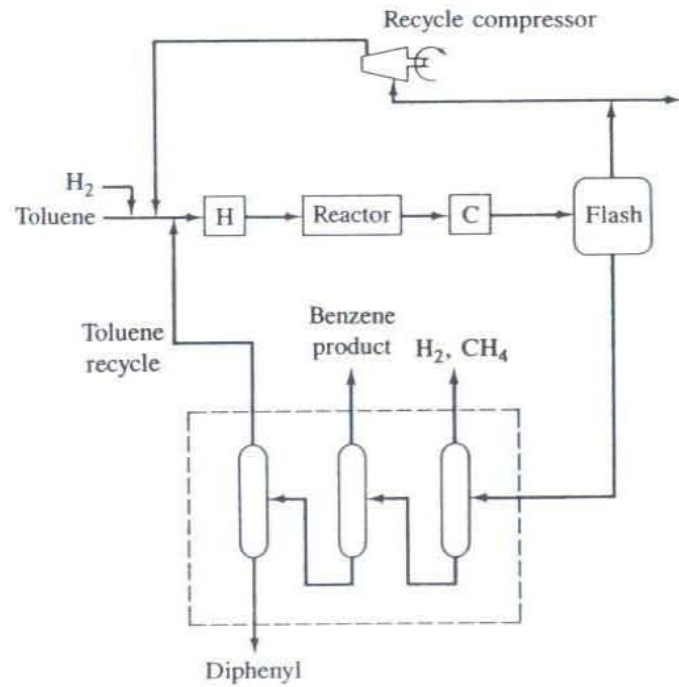 Recycle compressor
H₂
Toluene
H
Reactor
C
Flash
Toluene
recycle
Benzene
product
H₂, CH₄
Diphenyl